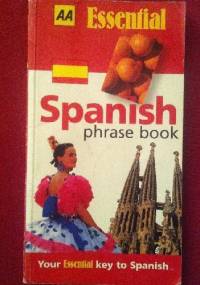 AA Essential
Spanish
phrase book
Your Essential key to Spanish